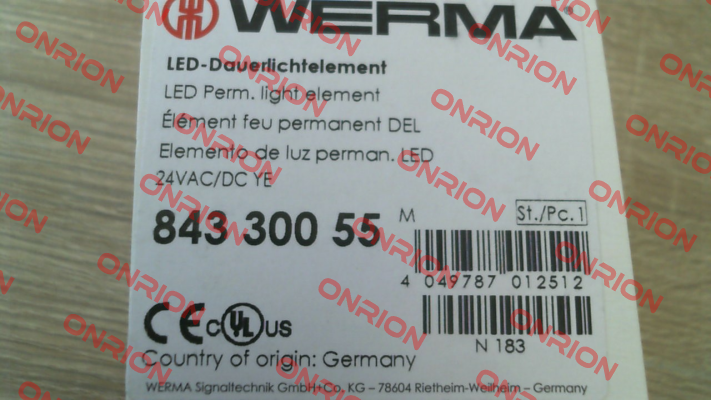 WERMA
LED-Dauerlichtelement
LED Perm. light element
Élément feu permanent DEL
Elemento de luz perman. LED
24VAC/DC YE
843 300 55 M
St./Pc. 1
4 049787 012512
CE c UL us
N 183
Country of origin: Germany
WERMA Signaltechnik GmbH+Co. KG – 78604 Rietheim-Weilheim – Germany
ONRION